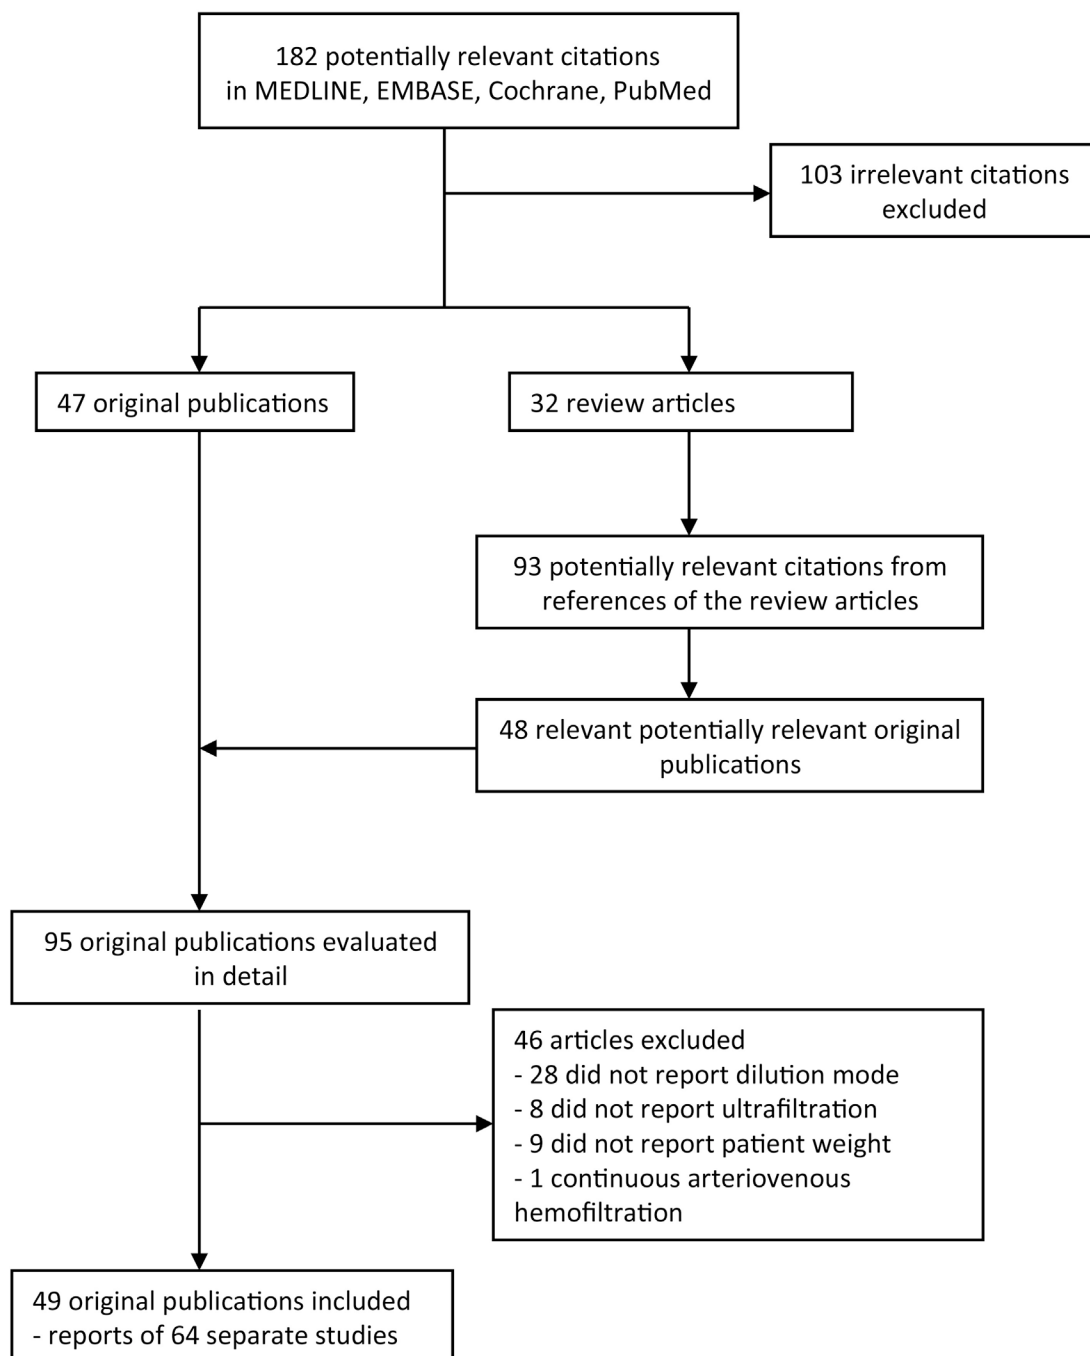 182 potentially relevant citations
in MEDLINE, EMBASE, Cochrane, PubMed
103 irrelevant citations
excluded
47 original publications
32 review articles
93 potentially relevant citations from
references of the review articles
48 relevant potentially relevant original
publications
95 original publications evaluated
in detail
46 articles excluded
- 28 did not report dilution mode
- 8 did not report ultrafiltration
- 9 did not report patient weight
- 1 continuous arteriovenous
hemofiltration
49 original publications included
- reports of 64 separate studies